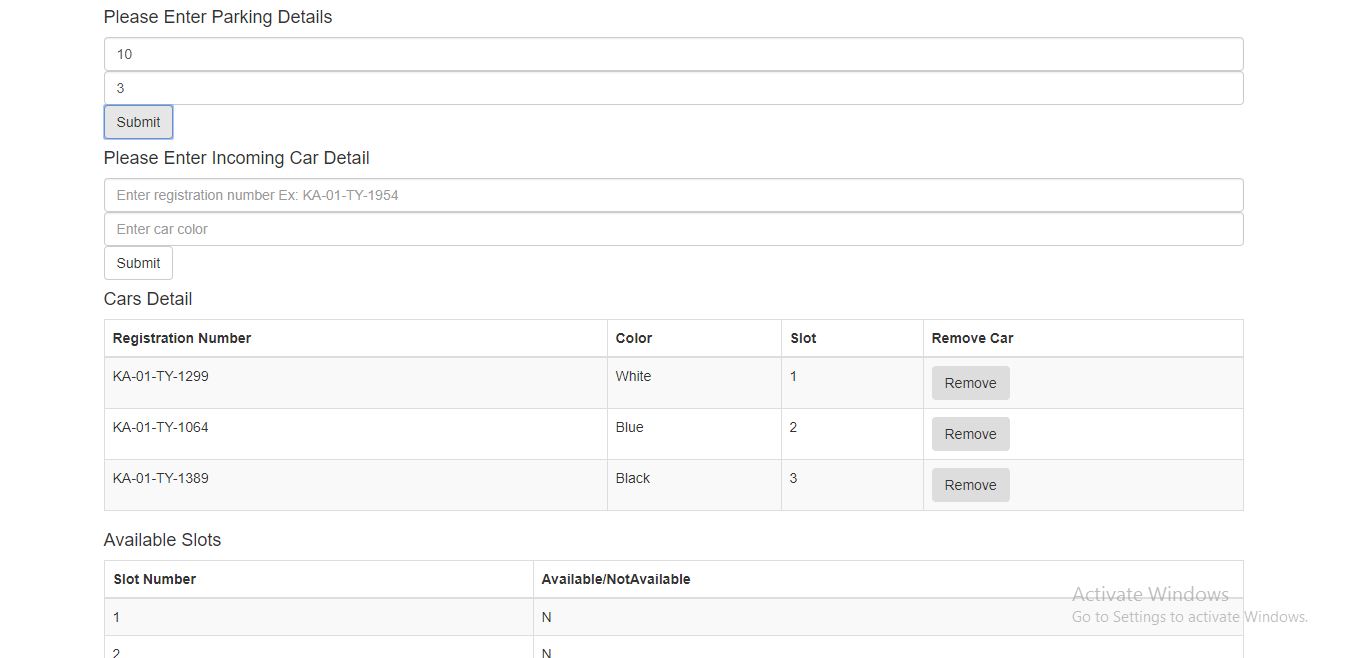 Please Enter Parking Details
10
3
Submit
Please Enter Incoming Car Detail
Enter registration number Ex: KA-01-TY-1954
Enter car color
Submit
Cars Detail
Registration Number Color Slot Remove Car
KA-01-TY-1299 White 1 Remove
KA-01-TY-1064 Blue 2 Remove
KA-01-TY-1389 Black 3 Remove
Available Slots
Slot Number Available/NotAvailable
Activate Windows
1 N Go to Settings to activate Windows.
2 N